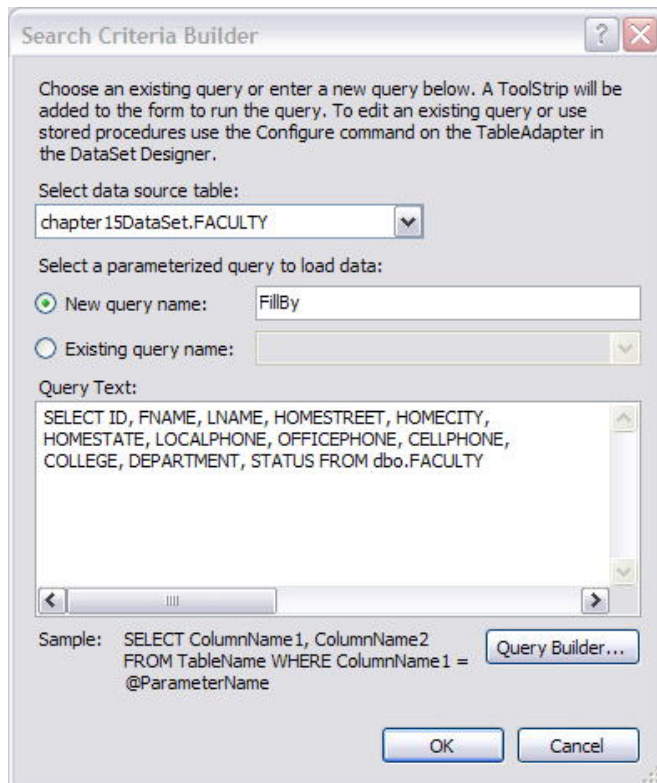 Search Criteria Builder
Choose an existing query or enter a new query below. A ToolStrip will be
added to the form to run the query. To edit an existing query or use
stored procedures use the Configure command on the TableAdapter in
the DataSet Designer.
Select data source table:
chapter15DataSet.FACULTY
Select a parameterized query to load data:
New query name: FillBy
Existing query name:
Query Text:
SELECT ID, FNAME, LNAME, HOMESTREET, HOMECITY,
HOMESTATE, LOCALPHONE, OFFICEPHONE, CELLPHONE,
COLLEGE, DEPARTMENT, STATUS FROM dbo.FACULTY
Sample: SELECT ColumnName1, ColumnName2
FROM TableName WHERE ColumnName1 =
@ParameterName
Query Builder...
OK Cancel